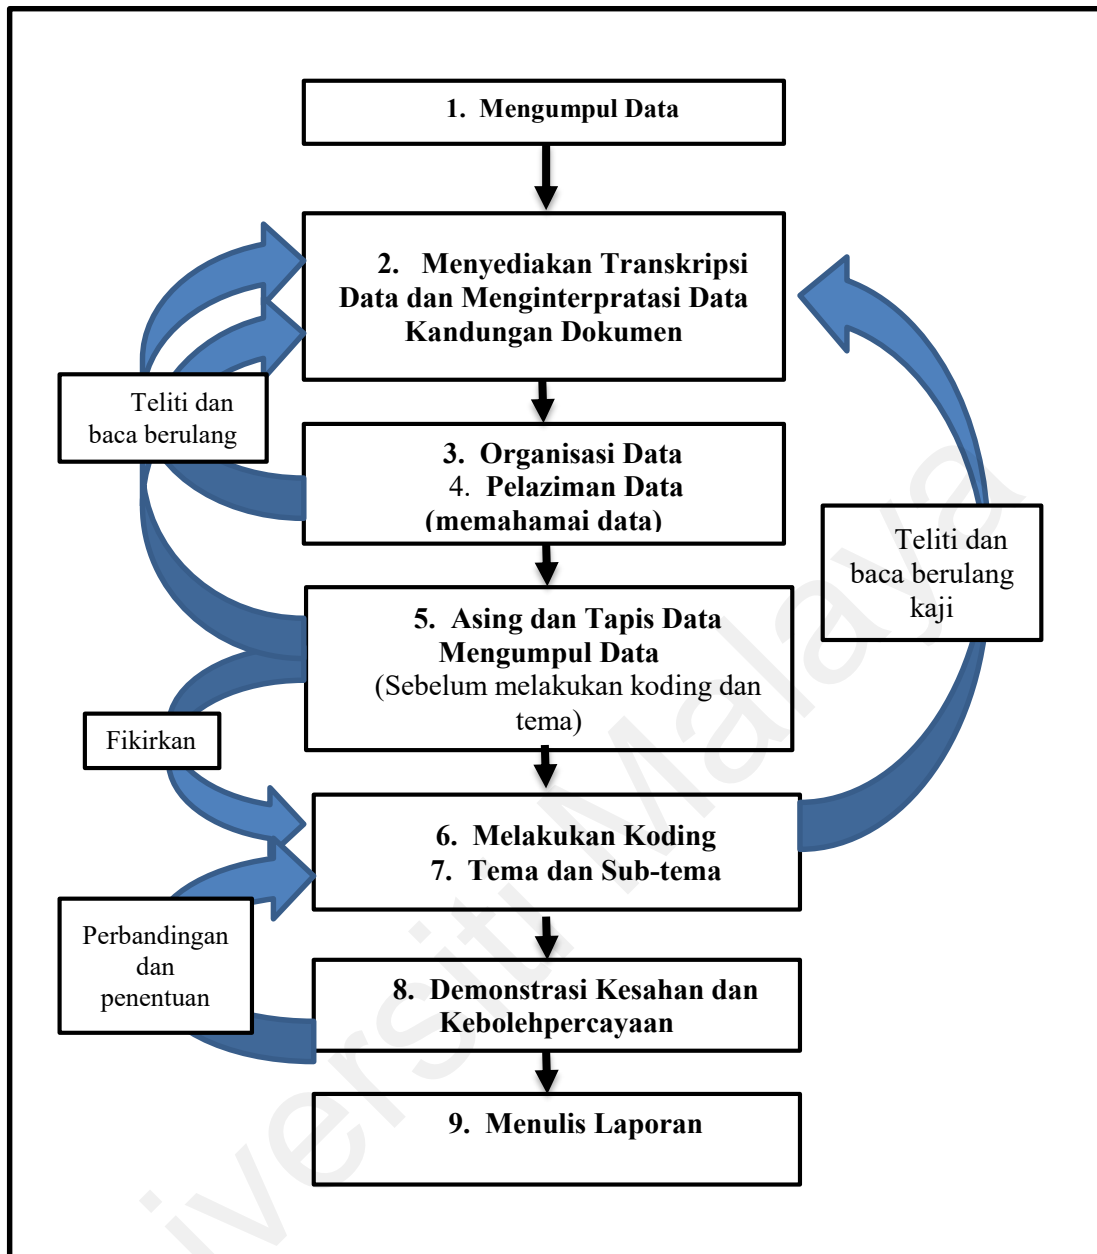 1. Mengumpul Data
2. Menyediakan Transkripsi
Data dan Menginterpratasi Data
Kandungan Dokumen
Teliti dan
baca berulang
3. Organisasi Data
4. Pelaziman Data
(memahamai data)
Teliti dan
baca berulang
kaji
5. Asing dan Tapis Data
Mengumpul Data
(Sebelum melakukan koding dan
tema)
Fikirkan
6. Melakukan Koding
7. Tema dan Sub-tema
Perbandingan
dan
penentuan
8. Demonstrasi Kesahan dan
Kebolehpercayaan
9. Menulis Laporan
iversiti Malaya